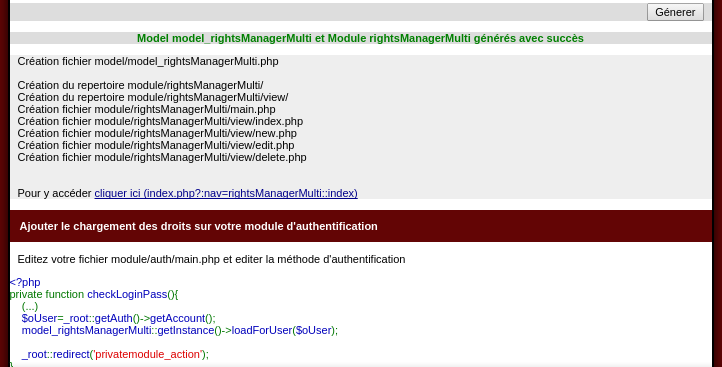 Génerer
Model model_rightsManagerMulti et Module rightsManagerMulti générés avec succès
Création fichier model/model_rightsManagerMulti.php
Création du repertoire module/rightsManagerMulti/
Création du repertoire module/rightsManagerMulti/view/
Création fichier module/rightsManagerMulti/main.php
Création fichier module/rightsManagerMulti/view/index.php
Création fichier module/rightsManagerMulti/view/new.php
Création fichier module/rightsManagerMulti/view/edit.php
Création fichier module/rightsManagerMulti/view/delete.php
Pour y accéder cliquer ici (index.php?:nav=rightsManagerMulti::index)
Ajouter le chargement des droits sur votre module d'authentification
Editez votre fichier module/auth/main.php et editer la méthode d'authentification
<?php
private function checkLoginPass(){
(...)
$oUser=_root::getAuth()->getAccount();
model_rightsManagerMulti::getInstance()->loadForUser($oUser);
_root::redirect('privatemodule_action');
}